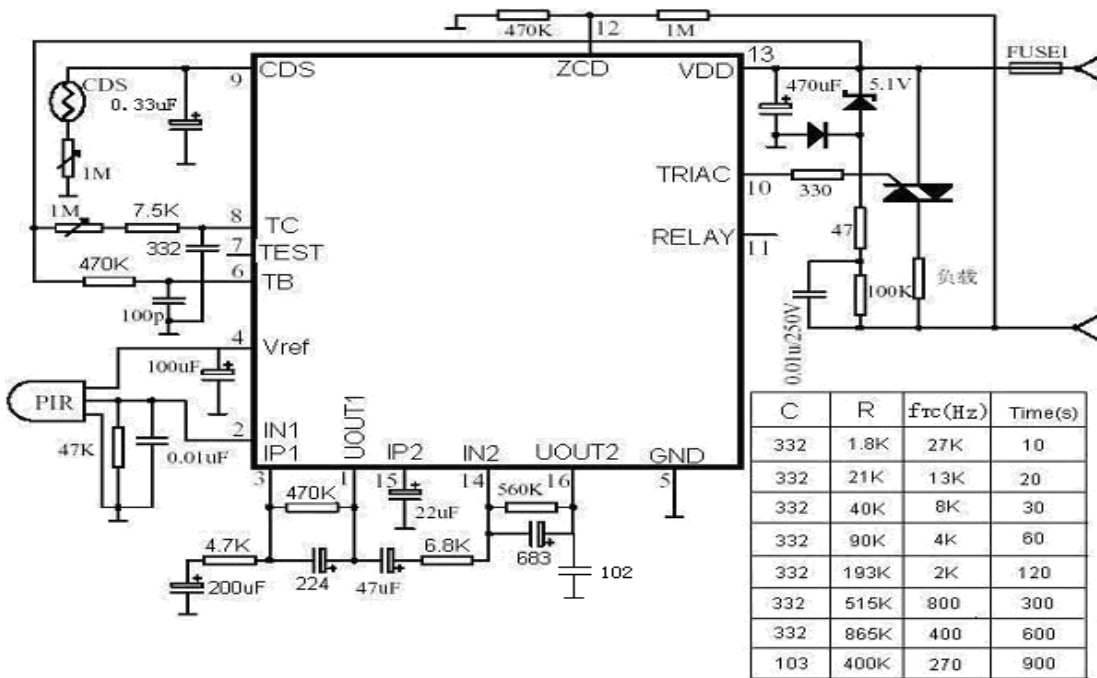 470K
12
1M
13
FUSE1
9
CDS
ZCD
VDD
CDS
0.33uF
470uF
5.1V
1M
TRIAC
10
330
1M
7.5K
8
TC
47
332
7
TEST
RELAY
11
470K
6
TB
负载
100K
100p
0.01u/250V
4
Vref
100uF
PIR
2
IN1
IP1
UOUT1
IP2
IN2
UOUT2
GND
47K
0.01uF
3
1
15
14
16
5
470K
22uF
560K
4.7K
6.8K
683
200uF
224
47uF
102
C R fTC(Hz) Time(s)
332 1.8K 27K 10
332 21K 13K 20
332 40K 8K 30
332 90K 4K 60
332 193K 2K 120
332 515K 800 300
332 865K 400 600
103 400K 270 900